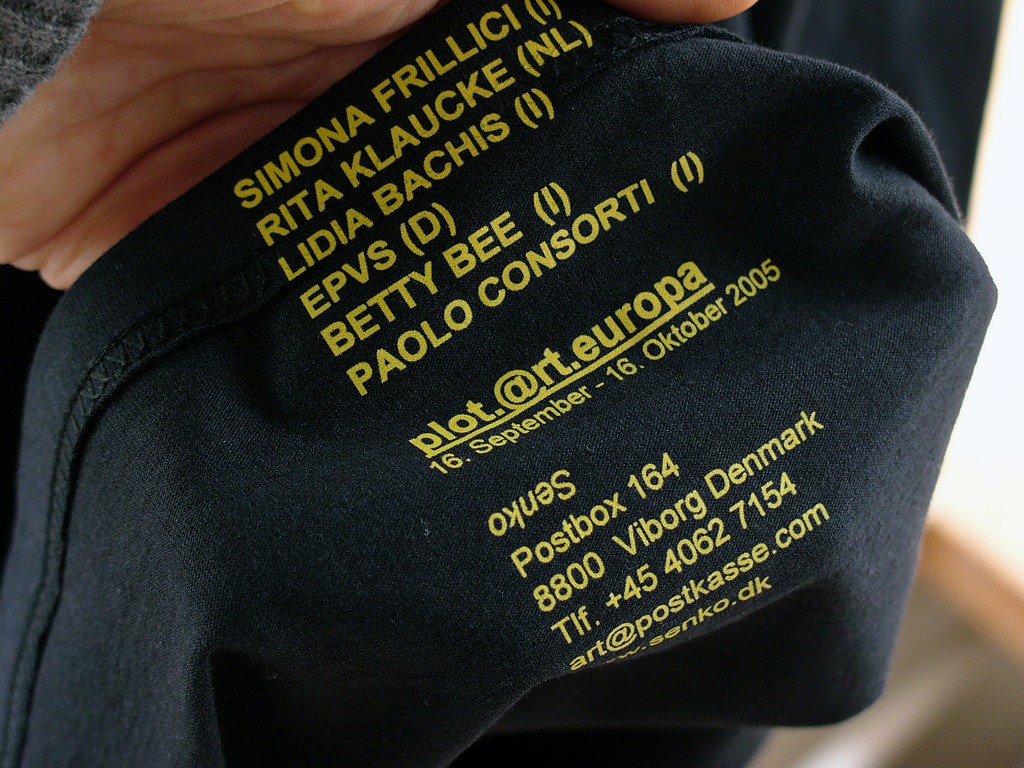 SIMONA FRILLICI (I)
RITA KLAUCKE (NL)
LIDIA BACHIS (I)
EPVS (D)
BETTY BEE (I)
PAOLO CONSORTI (I)
plot.@rt.europa
16. September - 16. Oktober 2005
Senko
Postbox 164
8800 Viborg Denmark
Tlf. +45 4062 7154
art@postkasse.com
w.senko.dk